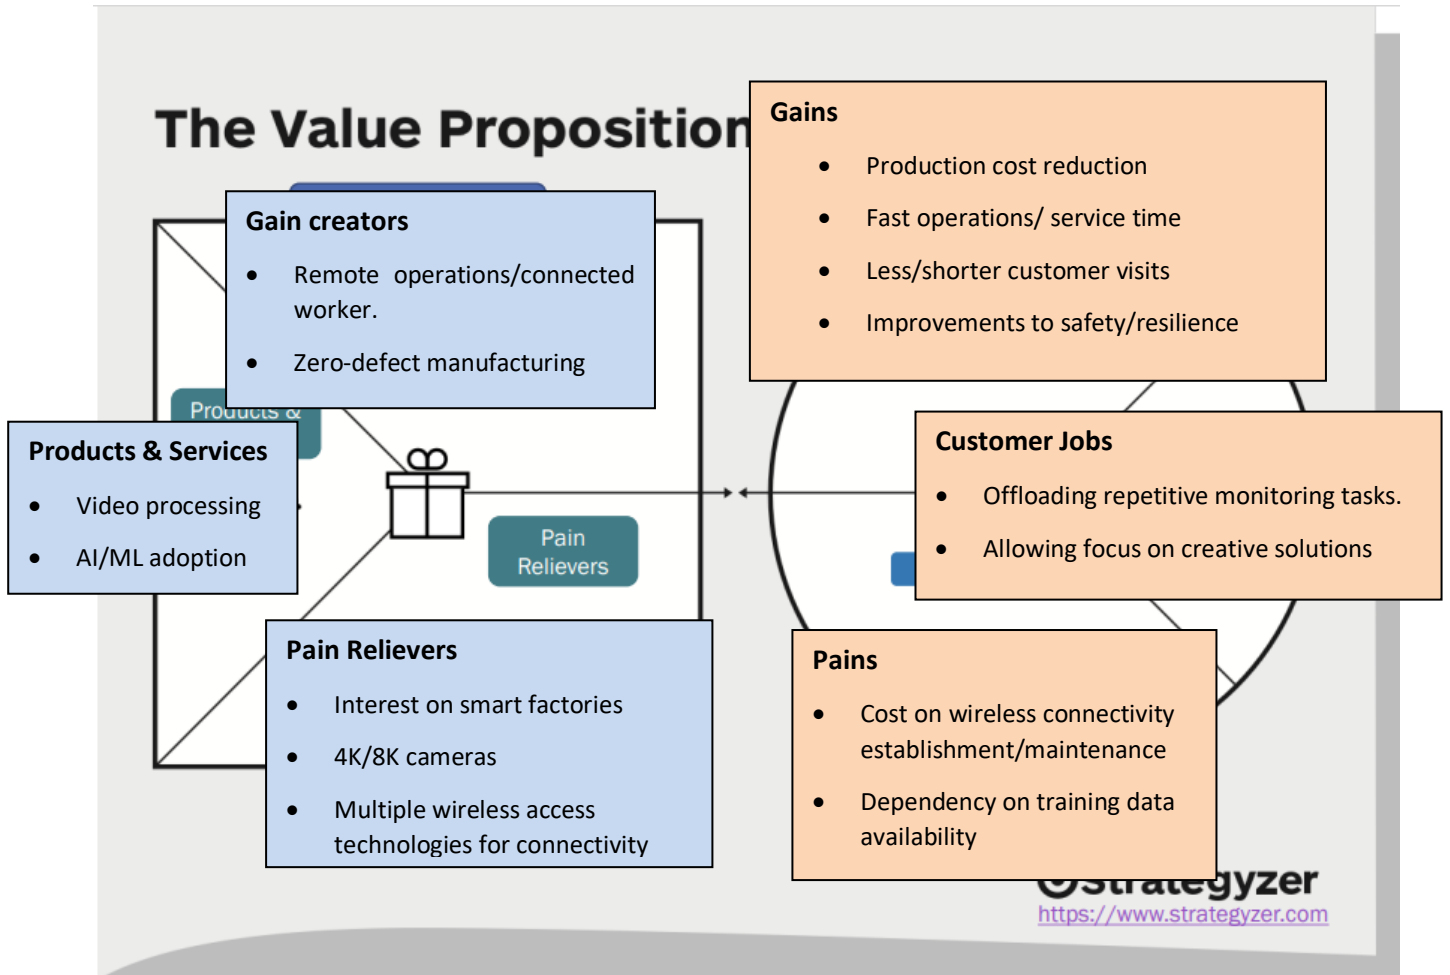 The Value Proposition
Gains
• Production cost reduction
• Fast operations/ service time
• Less/shorter customer visits
• Improvements to safety/resilience
Gain creators
• Remote operations/connected
worker.
• Zero-defect manufacturing
Products &
Products & Services
• Video processing
• AI/ML adoption
Customer Jobs
• Offloading repetitive monitoring tasks.
• Allowing focus on creative solutions
Pain
Relievers
Pain Relievers
• Interest on smart factories
• 4K/8K cameras
• Multiple wireless access
technologies for connectivity
Pains
• Cost on wireless connectivity
establishment/maintenance
• Dependency on training data
availability
Strategyzer
https://www.strategyzer.com